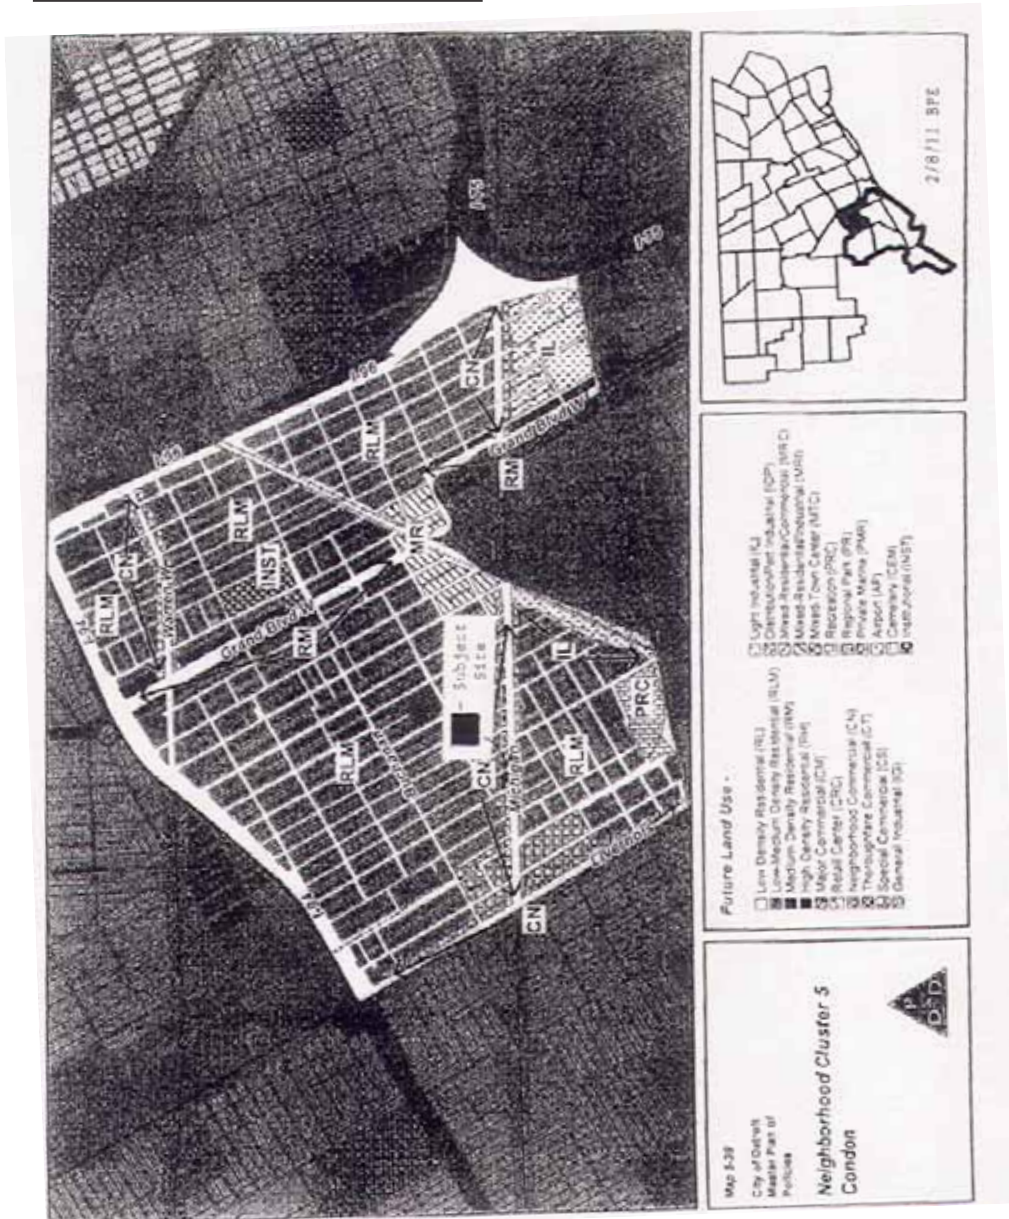 I-94
I-96
I-96
I-75
RLM
CN
Warren W
RLM
INST
Grand Blvd W
RM
RLM
RLM
MRI
CN
IL
Grand Blvd W
RM
- Subject
Site
IL
PRC
RLM
CN
Michigan
CN
I-94
2/8/11 BPE
Future Land Use -
Low Density Residential (RL)
Low-Medium Density Residential (RLM)
Medium Density Residential (RM)
High Density Residential (RH)
Major Commercial (CM)
Retail Center (CRC)
Neighborhood Commercial (CN)
Thoroughfare Commercial (CT)
Special Commercial (CS)
General Industrial (IG)
Light Industrial (IL)
Distribution/Port Industrial (IDP)
Mixed-Residential/Commercial (MRC)
Mixed-Residential/Industrial (MRI)
Mixed-Town Center (MTC)
Recreation (PRC)
Regional Park (PR)
Private Marina (PMR)
Airport (AP)
Cemetery (CEM)
Institutional (INST)
Map 5-3B
City of Detroit
Master Plan of
Policies
Neighborhood Cluster 5
Condon
P
D D